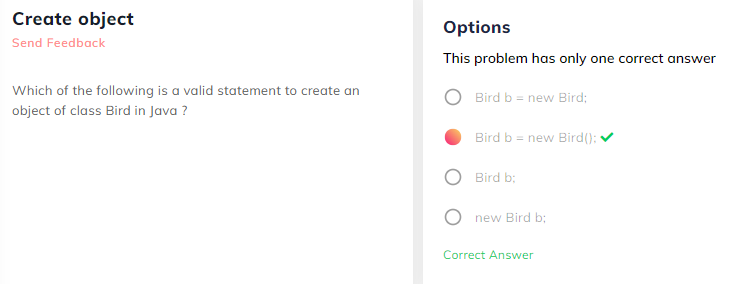 Create object
Send Feedback
Which of the following is a valid statement to create an
object of class Bird in Java ?
Options
This problem has only one correct answer
Bird b = new Bird;
Bird b = new Bird();
Bird b;
new Bird b;
Correct Answer